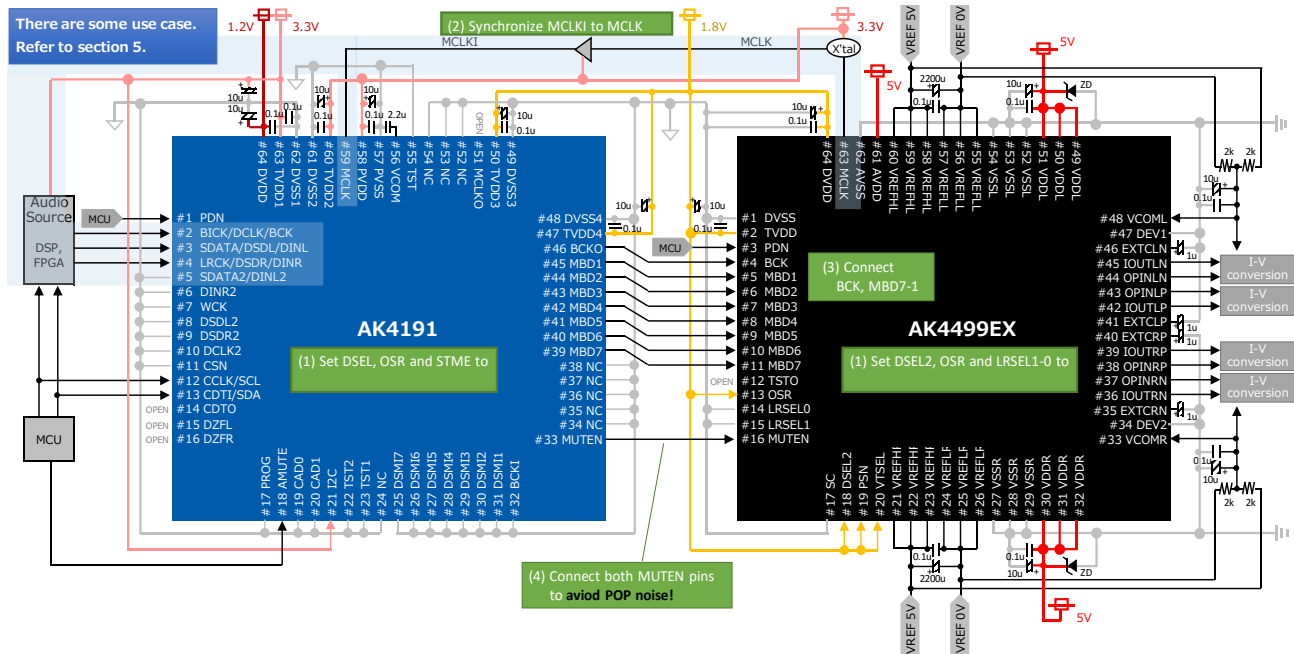 There are some use case.
Refer to section 5.
1.2V
3.3V
(2) Synchronize MCLKI to MCLK
MCLKI
MCLK
1.8V
3.3V
X'tal
VREF 5V
VREF 0V
5V
5V
10u
10u
0.1u
0.1u
10u
0.1u
10u
0.1u
2.2u
OPEN
10u
0.1u
10u
0.1u
2200u
0.1u
10u
0.1u
ZD
2k
2k
10u
0.1u
#64 DVDD
#63 TVDD1
#62 DVSS1
#61 DVSS2
#60 TVDD2
#59 MCLK
#58 PVDD
#57 PVSS
#56 VCOM
#55 TST
#54 NC
#53 NC
#52 NC
#51 MCLKO
#50 TVDD3
#49 DVSS3
#64 DVDD
#63 MCLK
#62 AVSS
#61 AVDD
#60 VREFHL
#59 VREFHL
#58 VREFHL
#57 VREFLL
#56 VREFLL
#55 VREFLL
#54 VSSL
#53 VSSL
#52 VSSL
#51 VDDL
#50 VDDL
#49 VDDL
Audio
Source
DSP,
FPGA
MCU
MCU
OPEN
OPEN
OPEN
#1 PDN
#2 BICK/DCLK/BCK
#3 SDATA/DSDL/DINL
#4 LRCK/DSDR/DINR
#5 SDATA2/DINL2
#6 DINR2
#7 WCK
#8 DSDL2
#9 DSDR2
#10 DCLK2
#11 CSN
#12 CCLK/SCL
#13 CDTI/SDA
#14 CDTO
#15 DZFL
#16 DZFR
AK4191
(1) Set DSEL, OSR and STME to
#48 DVSS4
#47 TVDD4
#46 BCKO
#45 MBD1
#44 MBD2
#43 MBD3
#42 MBD4
#41 MBD5
#40 MBD6
#39 MBD7
#38 NC
#37 NC
#36 NC
#35 NC
#34 NC
#33 MUTEN
10u
0.1u
10u
0.1u
MCU
OPEN
#1 DVSS
#2 TVDD
#3 PDN
#4 BCK
#5 MBD1
#6 MBD2
#7 MBD3
#8 MBD4
#9 MBD5
#10 MBD6
#11 MBD7
#12 TSTO
#13 OSR
#14 LRSEL0
#15 LRSEL1
#16 MUTEN
(3) Connect
BCK, MBD7-1
AK4499EX
(1) Set DSEL2, OSR and LRSEL1-0 to
#48 VCOML
#47 DEV1
#46 EXTCLN
#45 IOUTLN
#44 OPINLN
#43 OPINLP
#42 IOUTLP
#41 EXTCLP
#40 EXTCRP
#39 IOUTRP
#38 OPINRP
#37 OPINRN
#36 IOUTRN
#35 EXTCRN
#34 DEV2
#33 VCOMR
1u
1u
1u
1u
I-V
conversion
I-V
conversion
I-V
conversion
I-V
conversion
#17 PROG
#18 AMUTE
#19 CAD0
#20 CAD1
#21 I2C
#22 TST2
#23 TST1
#24 NC
#25 DSMI7
#26 DSMI6
#27 DSMI5
#28 DSMI4
#29 DSMI3
#30 DSMI2
#31 DSMI1
#32 BCKI
#17 SC
#18 DSEL2
#19 PSN
#20 VTSEL
#21 VREFHR
#22 VREFHR
#23 VREFHR
#24 VREFLR
#25 VREFLR
#26 VREFLR
#27 VSSR
#28 VSSR
#29 VSSR
#30 VDDR
#31 VDDR
#32 VDDR
0.1u
10u
2k
2k
0.1u
2200u
0.1u
10u
ZD
(4) Connect both MUTEN pins
to aviod POP noise!
VREF 5V
VREF 0V
5V